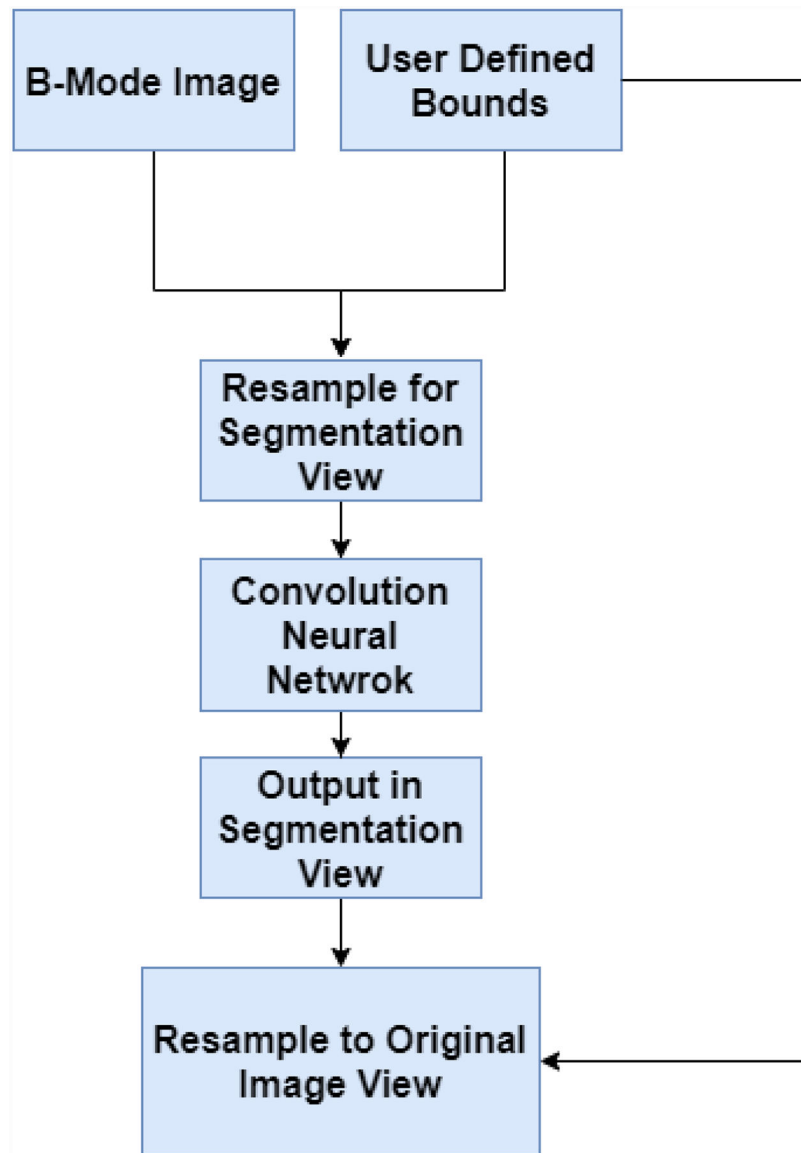 B-Mode Image
User Defined
Bounds
Resample for
Segmentation
View
Convolution
Neural
Netwrok
Output in
Segmentation
View
Resample to Original
Image View